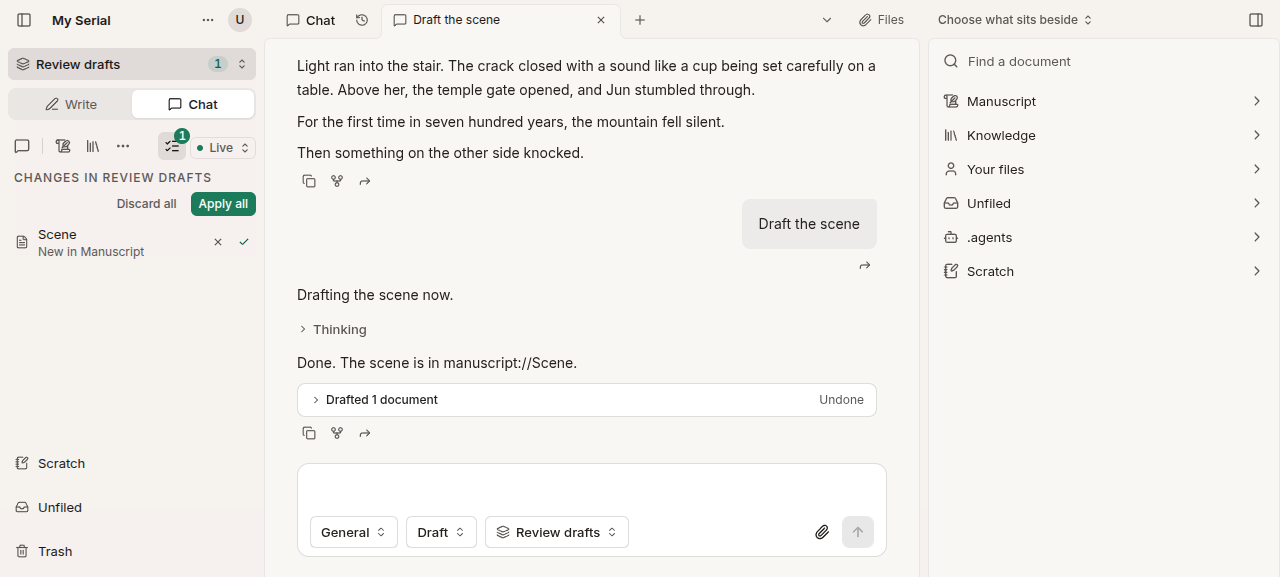 My Serial
U
Chat
Draft the scene
Files
Choose what sits beside
Review drafts
1
Write
Chat
1
Live
CHANGES IN REVIEW DRAFTS
Discard all
Apply all
Scene
New in Manuscript
Scratch
Unfiled
Trash
Light ran into the stair. The crack closed with a sound like a cup being set carefully on a
table. Above her, the temple gate opened, and Jun stumbled through.
For the first time in seven hundred years, the mountain fell silent.
Then something on the other side knocked.
Draft the scene
Drafting the scene now.
Thinking
Done. The scene is in manuscript://Scene.
Drafted 1 document
Undone
General
Draft
Review drafts
Find a document
Manuscript
Knowledge
Your files
Unfiled
.agents
Scratch